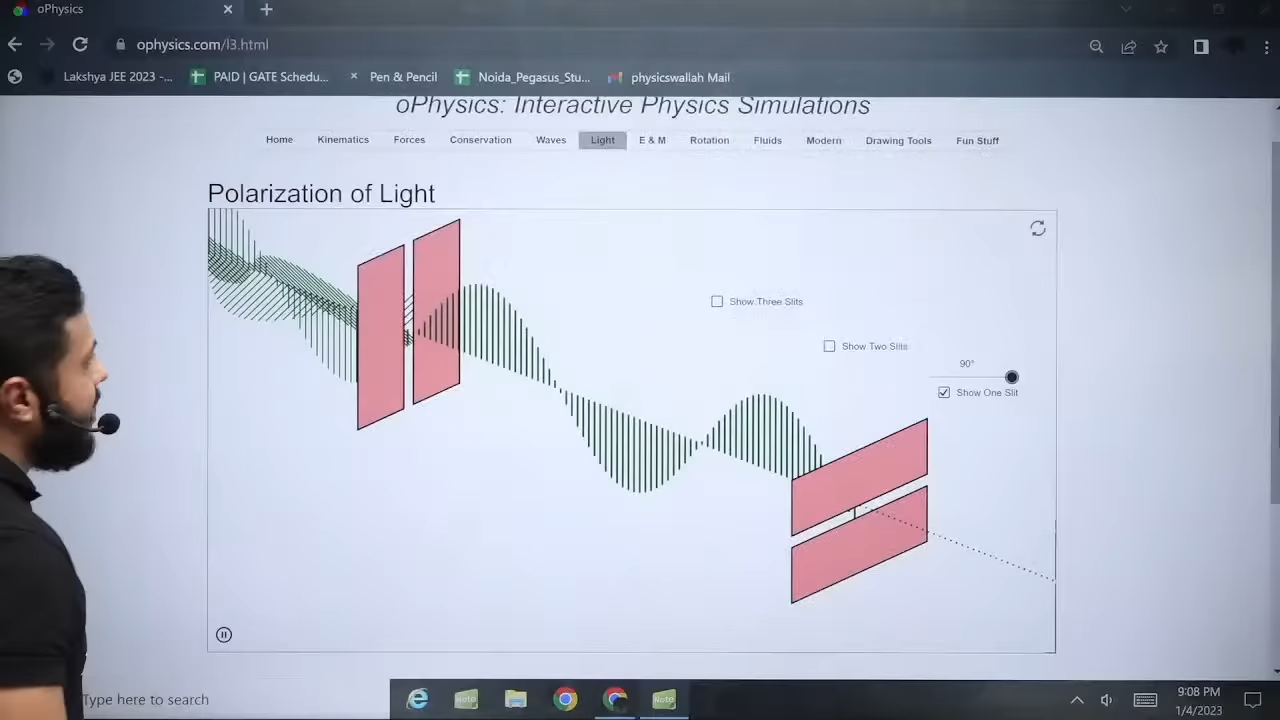 oPhysics
ophysics.com/l3.html
Lakshya JEE 2023 -...
PAID | GATE Schedu...
Pen & Pencil
Noida_Pegasus_Stu...
physicswallah Mail
oPhysics: Interactive Physics Simulations
Home
Kinematics
Forces
Conservation
Waves
Light
E & M
Rotation
Fluids
Modern
Drawing Tools
Fun Stuff
Polarization of Light
Show Three Slits
Show Two Slits
90°
Show One Slit
Type here to search
Note
Note
9:08 PM
1/4/2023